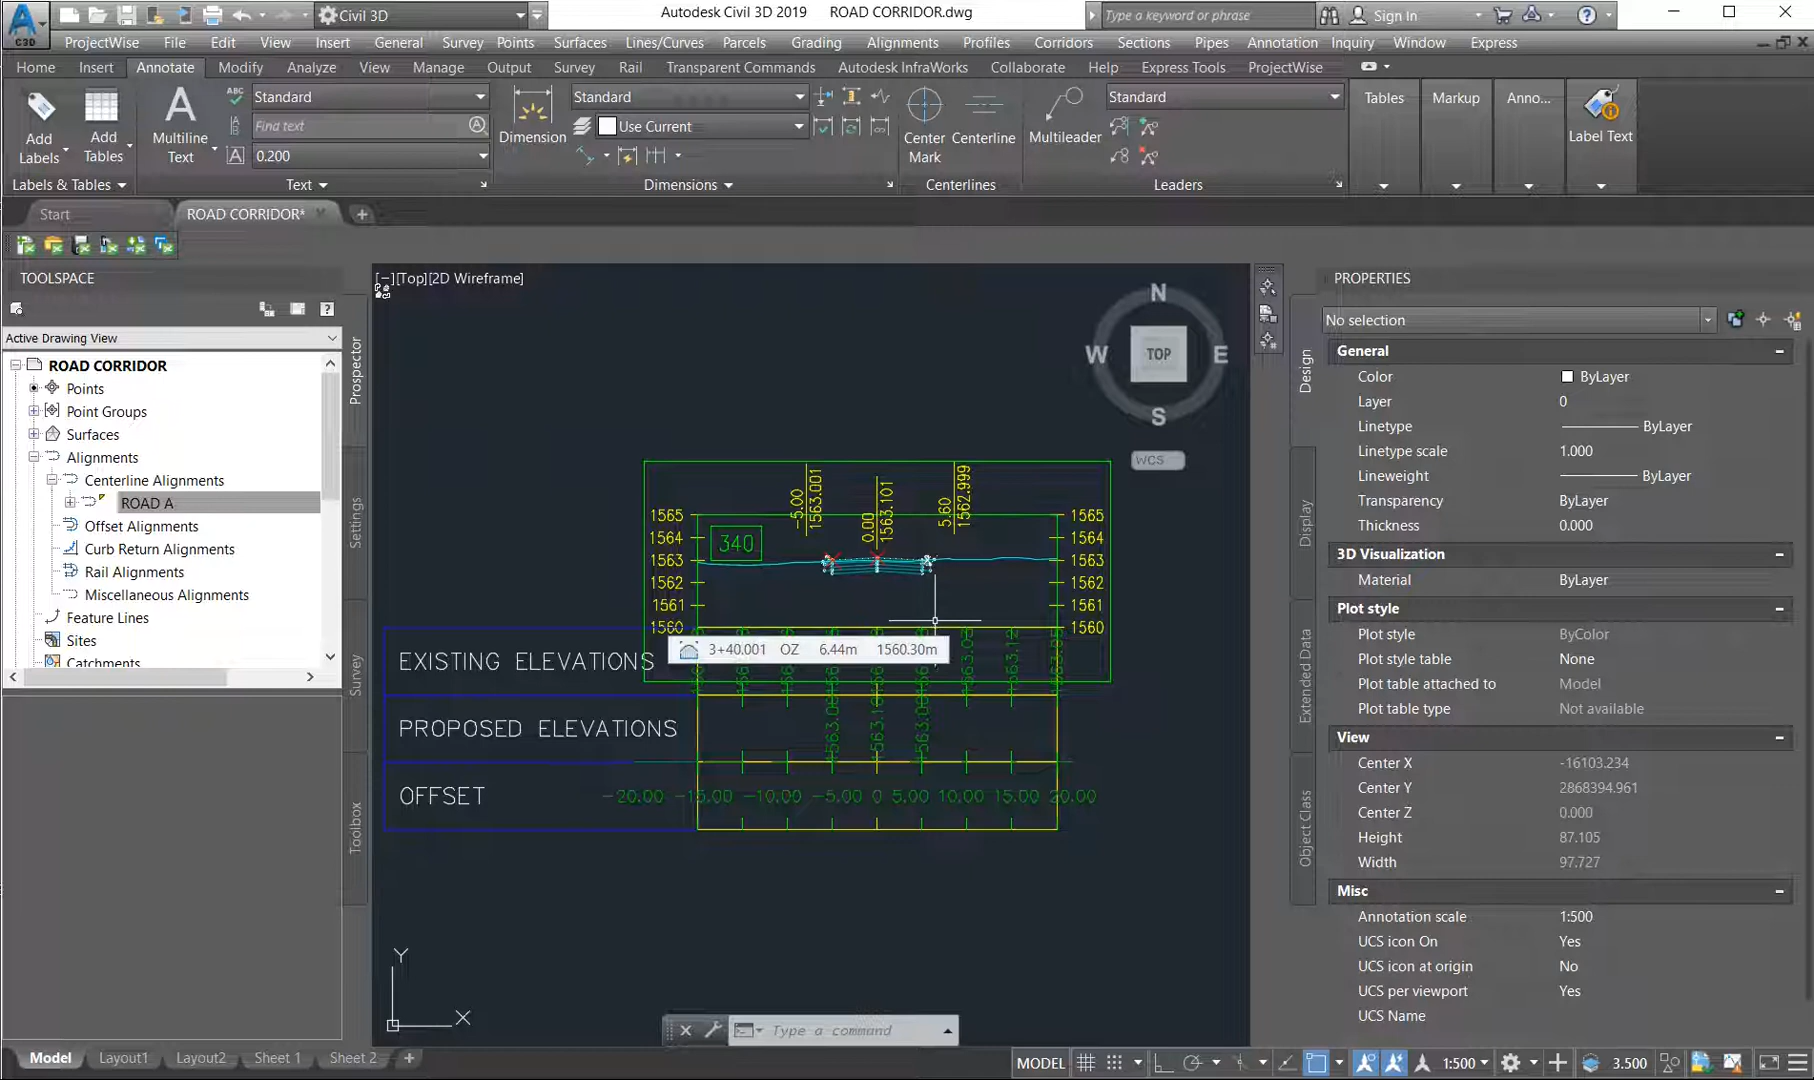 Civil 3D
Autodesk Civil 3D 2019 ROAD CORRIDOR.dwg
Type a keyword or phrase
Sign In
C3D
ProjectWise File Edit View Insert General Survey Points Surfaces Lines/Curves Parcels Grading Alignments Profiles Corridors Sections Pipes Annotation Inquiry Window Express
Home Insert Annotate Modify Analyze View Manage Output Survey Rail Transparent Commands Autodesk InfraWorks Collaborate Help Express Tools ProjectWise
Add Labels
Add Tables
Labels & Tables
Multiline Text
ABC
Standard
Find text
0.200
Text
Dimension
Standard
Use Current
Dimensions
Center Mark
Centerline
Centerlines
Multileader
Standard
Leaders
Tables
Markup
Anno...
Label Text
Start
ROAD CORRIDOR*
TOOLSPACE
Active Drawing View
ROAD CORRIDOR
Points
Point Groups
Surfaces
Alignments
Centerline Alignments
ROAD A
Offset Alignments
Curb Return Alignments
Rail Alignments
Miscellaneous Alignments
Feature Lines
Sites
Catchments
Prospector
Settings
Survey
Toolbox
[−][Top][2D Wireframe]
N
W
TOP
E
S
WCS
-5.00
1563.001
0.00
1563.101
5.60
1562.999
340
1565 1565
1564 1564
1563 1563
1562 1562
1561 1561
1560 1560
3+40.001 OZ 6.44m 1560.30m
EXISTING ELEVATIONS
PROPOSED ELEVATIONS
OFFSET
-20.00 -15.00 -10.00 -5.00 0 5.00 10.00 15.00 20.00
Y
X
Type a command
PROPERTIES
No selection
Design
Display
Extended Data
Object Class
General
Color ByLayer
Layer 0
Linetype ByLayer
Linetype scale 1.000
Lineweight ByLayer
Transparency ByLayer
Thickness 0.000
3D Visualization
Material ByLayer
Plot style
Plot style ByColor
Plot style table None
Plot table attached to Model
Plot table type Not available
View
Center X -16103.234
Center Y 2868394.961
Center Z 0.000
Height 87.105
Width 97.727
Misc
Annotation scale 1:500
UCS icon On Yes
UCS icon at origin No
UCS per viewport Yes
UCS Name
Model Layout1 Layout2 Sheet 1 Sheet 2
MODEL 1:500 3.500